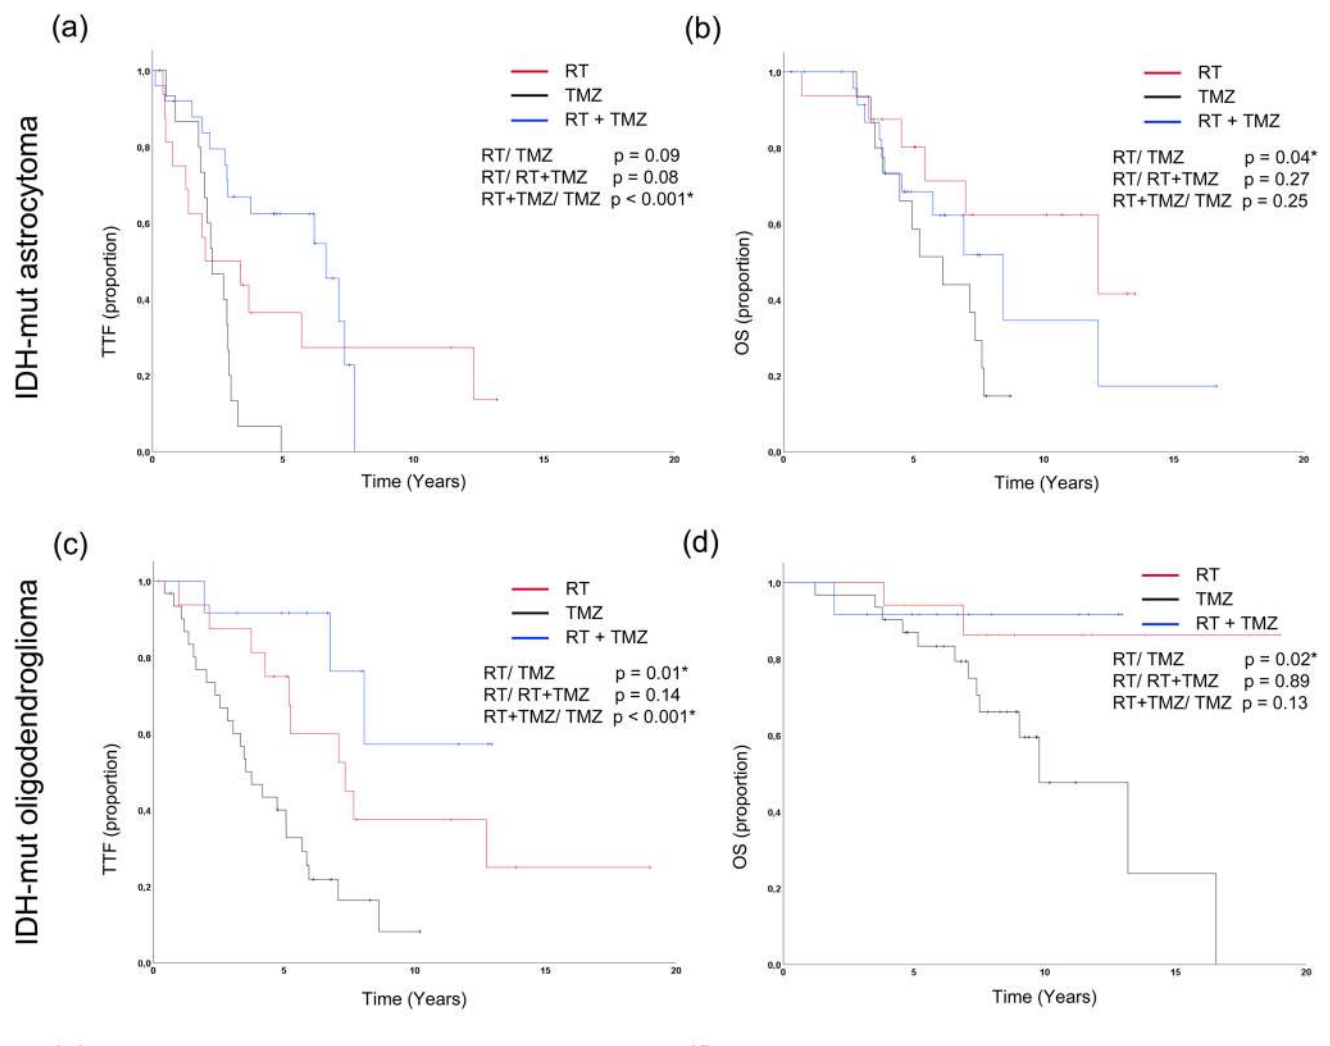 (a)
IDH-mut astrocytoma
TTF (proportion)
1,0
0,8
0,6
0,4
0,2
0,0
0 5 10 15 20
Time (Years)
RT
TMZ
RT + TMZ
RT/ TMZ p = 0.09
RT/ RT+TMZ p = 0.08
RT+TMZ/ TMZ p < 0.001*
(b)
OS (proportion)
1,0
0,8
0,6
0,4
0,2
0,0
0 5 10 15 20
Time (Years)
RT
TMZ
RT + TMZ
RT/ TMZ p = 0.04*
RT/ RT+TMZ p = 0.27
RT+TMZ/ TMZ p = 0.25
(c)
IDH-mut oligodendroglioma
TTF (proportion)
1,0
0,8
0,6
0,4
0,2
0,0
0 5 10 15 20
Time (Years)
RT
TMZ
RT + TMZ
RT/ TMZ p = 0.01*
RT/ RT+TMZ p = 0.14
RT+TMZ/ TMZ p < 0.001*
(d)
OS (proportion)
1,0
0,8
0,6
0,4
0,2
0,0
0 5 10 15 20
Time (Years)
RT
TMZ
RT + TMZ
RT/ TMZ p = 0.02*
RT/ RT+TMZ p = 0.89
RT+TMZ/ TMZ p = 0.13